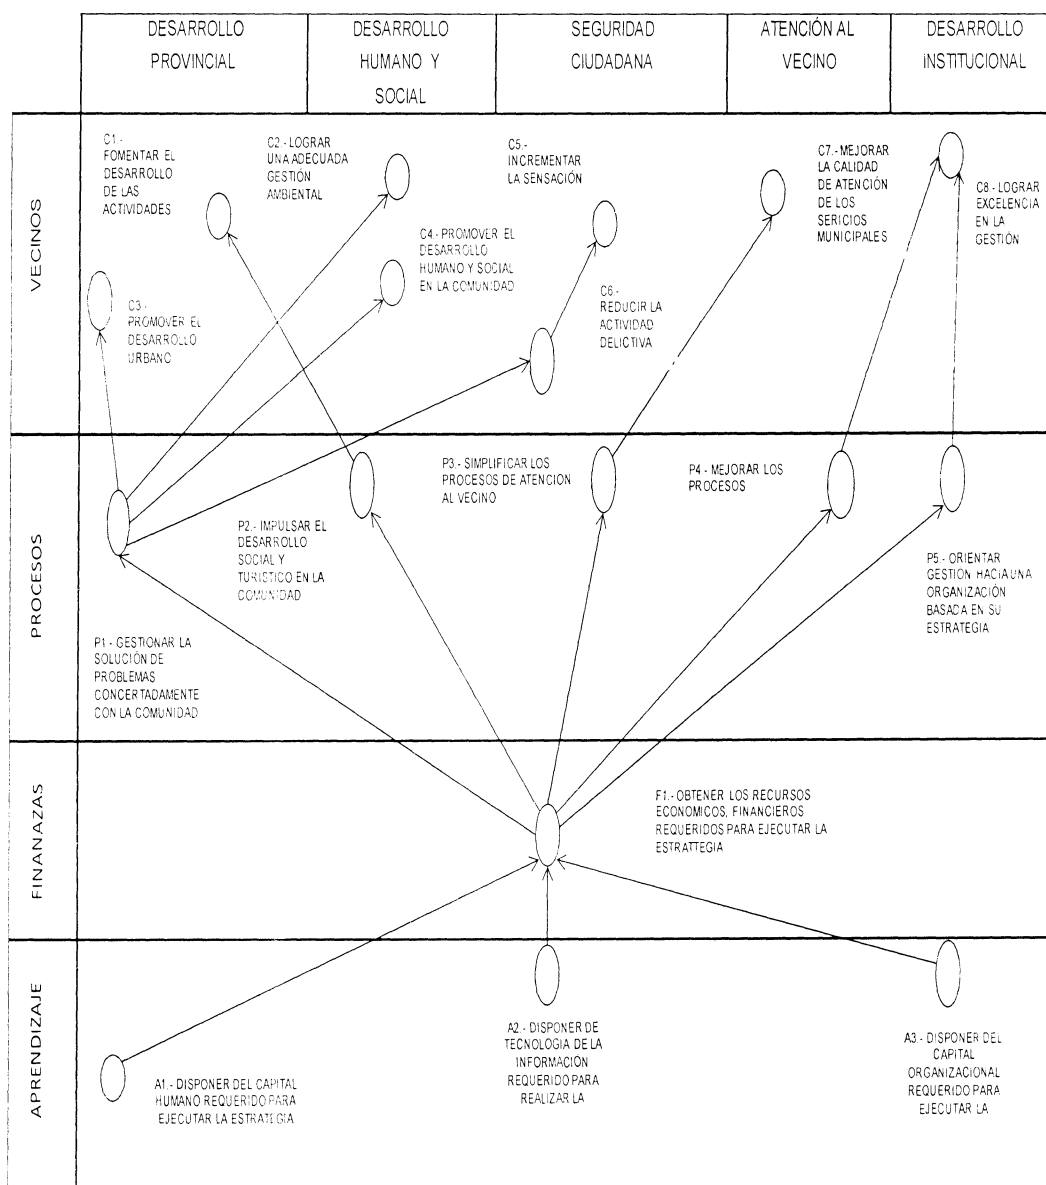 DESARROLLO
PROVINCIAL
DESARROLLO
HUMANO Y
SOCIAL
SEGURIDAD
CIUDADANA
ATENCIÓN AL
VECINO
DESARROLLO
INSTITUCIONAL
VECINOS
C1.-
FOMENTAR EL
DESARROLLO
DE LAS
ACTIVIDADES
C2.- LOGRAR
UNA ADECUADA
GESTIÓN
AMBIENTAL
C5.-
INCREMENTAR
LA SENSACIÓN
C7.- MEJORAR
LA CALIDAD
DE ATENCIÓN
DE LOS
SERICIOS
MUNICIPALES
C8.- LOGRAR
EXCELENCIA
EN LA
GESTIÓN
C4.- PROMOVER EL
DESARROLLO
HUMANO Y SOCIAL
EN LA COMUNIDAD
C3.-
PROMOVER EL
DESARROLLO
URBANO
C6.-
REDUCIR LA
ACTIVIDAD
DELICTIVA
PROCESOS
P3.- SIMPLIFICAR LOS
PROCESOS DE ATENCION
AL VECINO
P4.- MEJORAR LOS
PROCESOS
P2.- IMPULSAR EL
DESARROLLO
SOCIAL Y
TURISTICO EN LA
COMUNIDAD
P5.- ORIENTAR
GESTIÓN HACIA UNA
ORGANIZACIÓN
BASADA EN SU
ESTRATEGIA
P1.- GESTIONAR LA
SOLUCIÓN DE
PROBLEMAS
CONCERTADAMENTE
CON LA COMUNIDAD
FINANAZAS
F1.- OBTENER LOS RECURSOS
ECONOMICOS, FINANCIEROS
REQUERIDOS PARA EJECUTAR LA
ESTRATTEGIA
APRENDIZAJE
A1.- DISPONER DEL CAPITAL
HUMANO REQUERIDO PARA
EJECUTAR LA ESTRATEGIA
A2.- DISPONER DE
TECNOLOGIA DE LA
INFORMACIÓN
REQUERIDO PARA
REALIZAR LA
A3.- DISPONER DEL
CAPITAL
ORGANIZACIONAL
REQUERIDO PARA
EJECUTAR LA